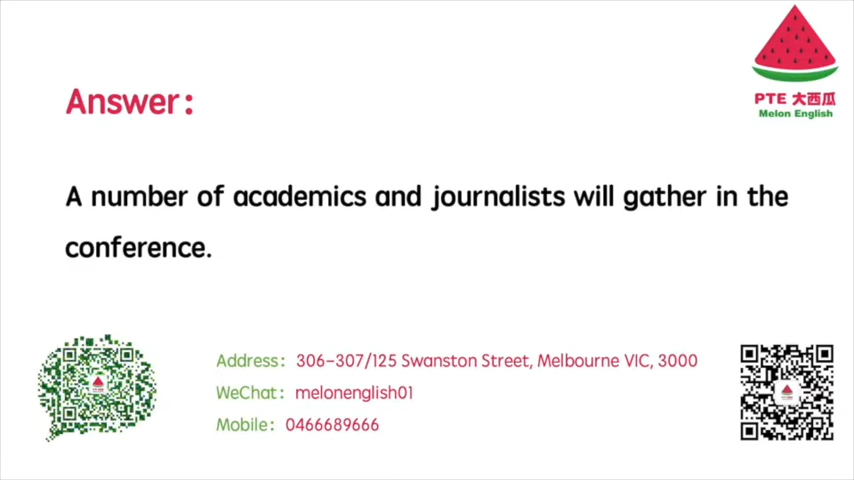 PTE 大西瓜
Melon English
Answer:
A number of academics and journalists will gather in the
conference.
Address: 306-307/125 Swanston Street, Melbourne VIC, 3000
WeChat: melonenglish01
Mobile: 0466689666